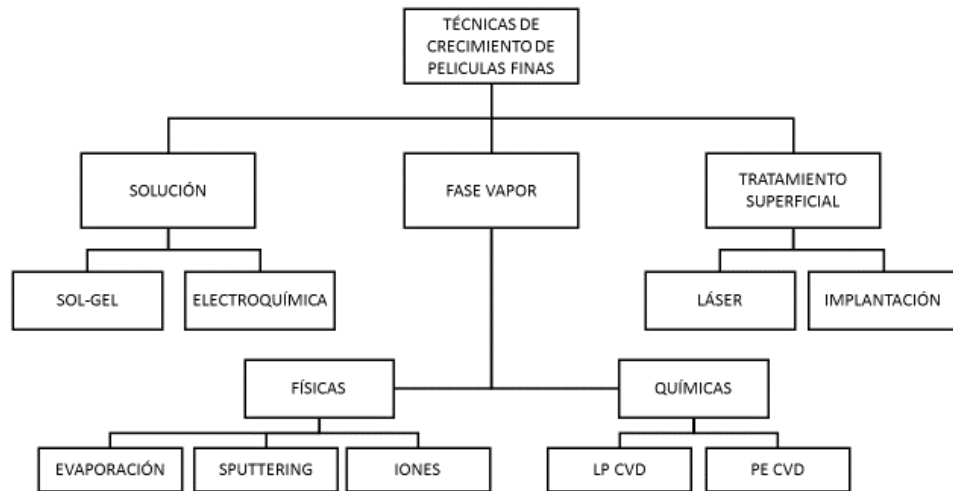 TÉCNICAS DE
CRECIMIENTO DE
PELICULAS FINAS
SOLUCIÓN
FASE VAPOR
TRATAMIENTO
SUPERFICIAL
SOL-GEL
ELECTROQUÍMICA
LÁSER
IMPLANTACIÓN
FÍSICAS
QUÍMICAS
EVAPORACIÓN
SPUTTERING
IONES
LP CVD
PE CVD